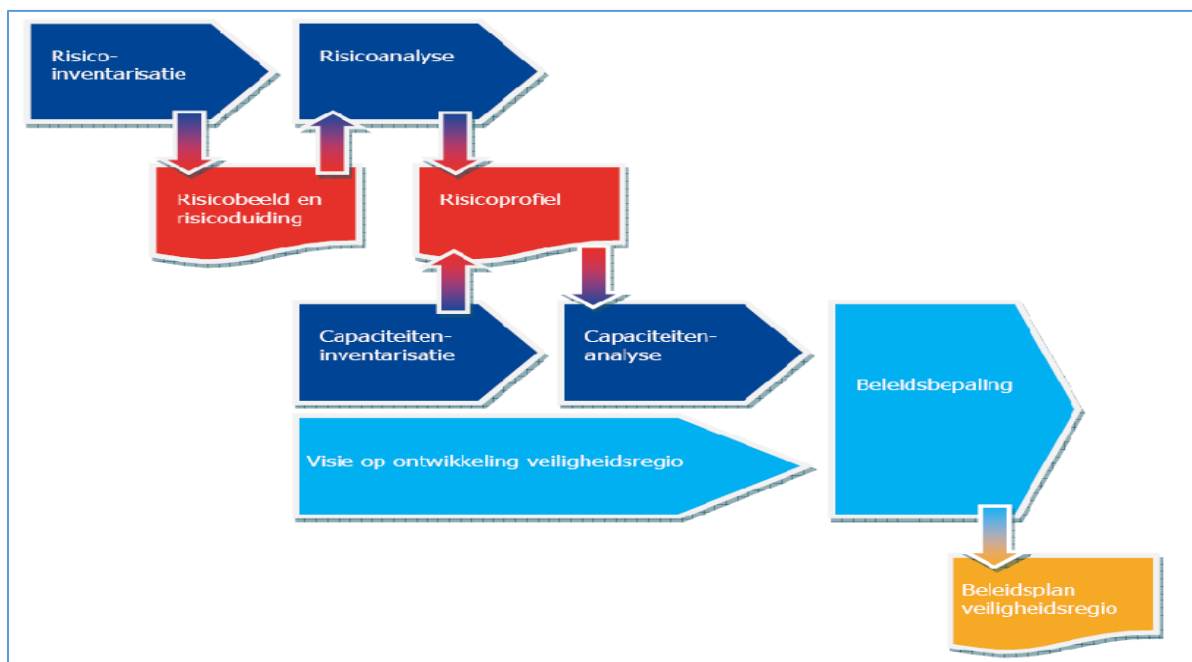 Risico-
inventarisatie
Risicoanalyse
Risicobeeld en
risicoduiding
Risicoprofiel
Capaciteiten-
inventarisatie
Capaciteiten-
analyse
Beleidsbepaling
Visie op ontwikkeling veiligheidsregio
Beleidsplan
veiligheidsregio